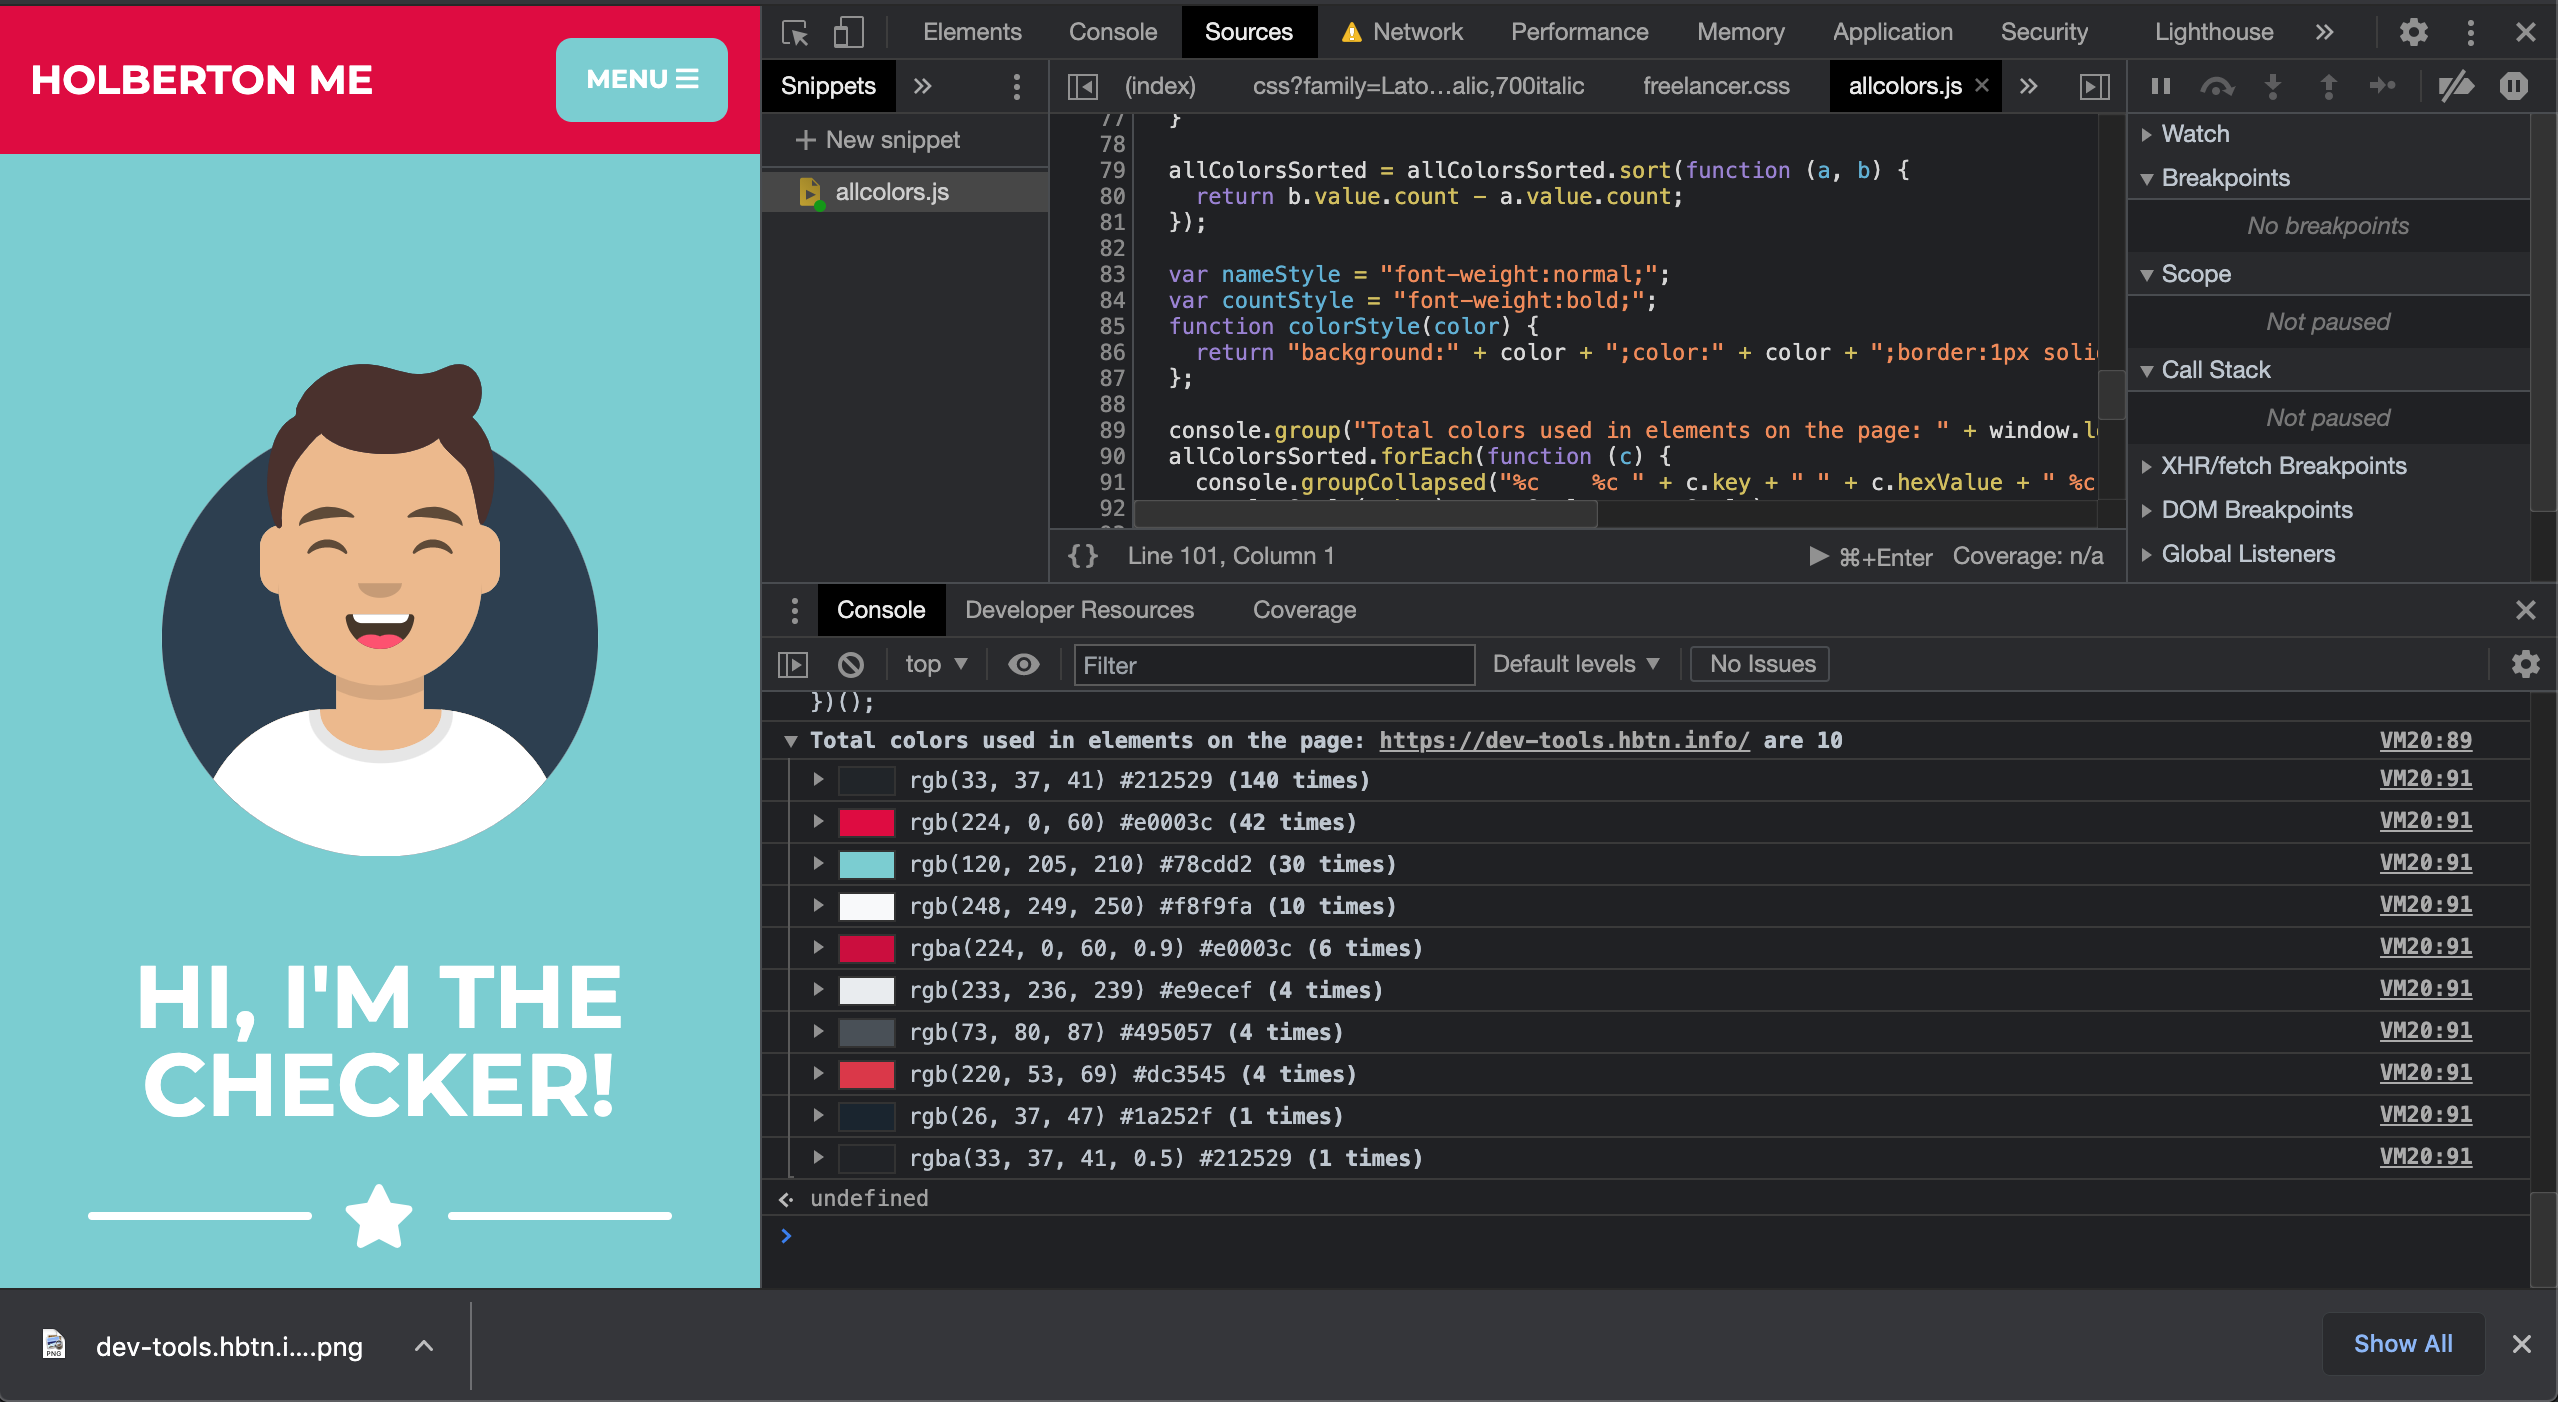 HOLBERTON ME
MENU
HI, I'M THE
CHECKER!
Elements Console Sources Network Performance Memory Application Security Lighthouse
Snippets
New snippet
allcolors.js
(index) css?family=Lato…alic,700italic freelancer.css allcolors.js
77 }
78
79 allColorsSorted = allColorsSorted.sort(function (a, b) {
80 return b.value.count - a.value.count;
81 });
82
83 var nameStyle = "font-weight:normal;";
84 var countStyle = "font-weight:bold;";
85 function colorStyle(color) {
86 return "background:" + color + ";color:" + color + ";border:1px soli
87 };
88
89 console.group("Total colors used in elements on the page: " + window.l
90 allColorsSorted.forEach(function (c) {
91 console.groupCollapsed("%c    %c " + c.key + " " + c.hexValue + " %c
92
{} Line 101, Column 1 ⌘+Enter Coverage: n/a
Watch
Breakpoints
No breakpoints
Scope
Not paused
Call Stack
Not paused
XHR/fetch Breakpoints
DOM Breakpoints
Global Listeners
Console Developer Resources Coverage
top Filter Default levels No Issues
})();
Total colors used in elements on the page: https://dev-tools.hbtn.info/ are 10 VM20:89
rgb(33, 37, 41) #212529 (140 times) VM20:91
rgb(224, 0, 60) #e0003c (42 times) VM20:91
rgb(120, 205, 210) #78cdd2 (30 times) VM20:91
rgb(248, 249, 250) #f8f9fa (10 times) VM20:91
rgba(224, 0, 60, 0.9) #e0003c (6 times) VM20:91
rgb(233, 236, 239) #e9ecef (4 times) VM20:91
rgb(73, 80, 87) #495057 (4 times) VM20:91
rgb(220, 53, 69) #dc3545 (4 times) VM20:91
rgb(26, 37, 47) #1a252f (1 times) VM20:91
rgba(33, 37, 41, 0.5) #212529 (1 times) VM20:91
undefined
dev-tools.hbtn.i....png
Show All